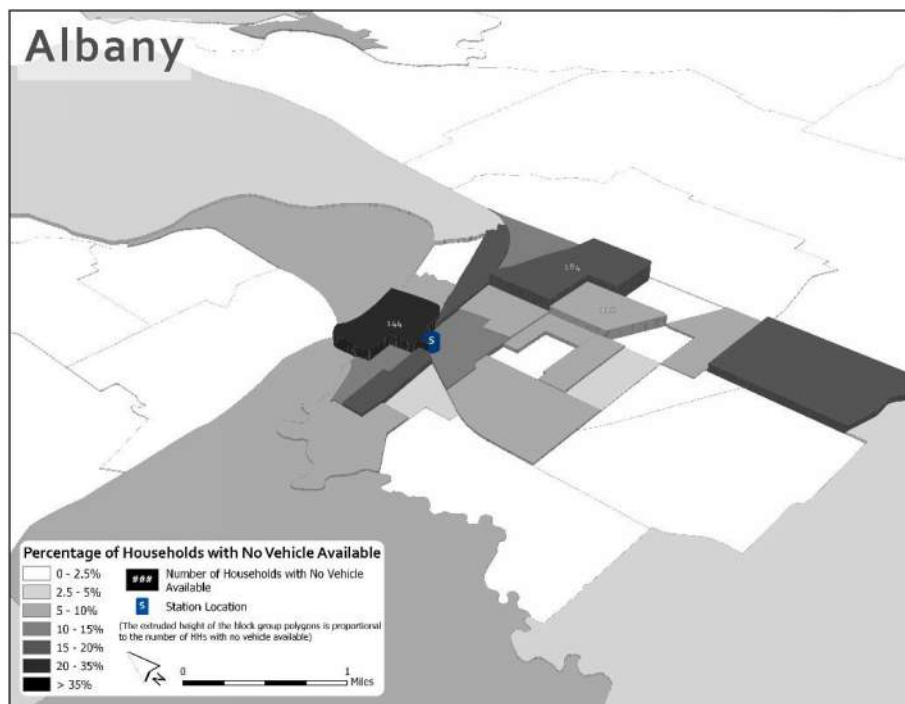 Albany
184
144
S
Percentage of Households with No Vehicle Available
0 - 2.5%
2.5 - 5%
5 - 10%
10 - 15%
15 - 20%
20 - 35%
> 35%
### Number of Households with No Vehicle
Available
S Station Location
(The extruded height of the block group polygons is proportional
to the number of HHs with no vehicle available)
N
0 1
Miles